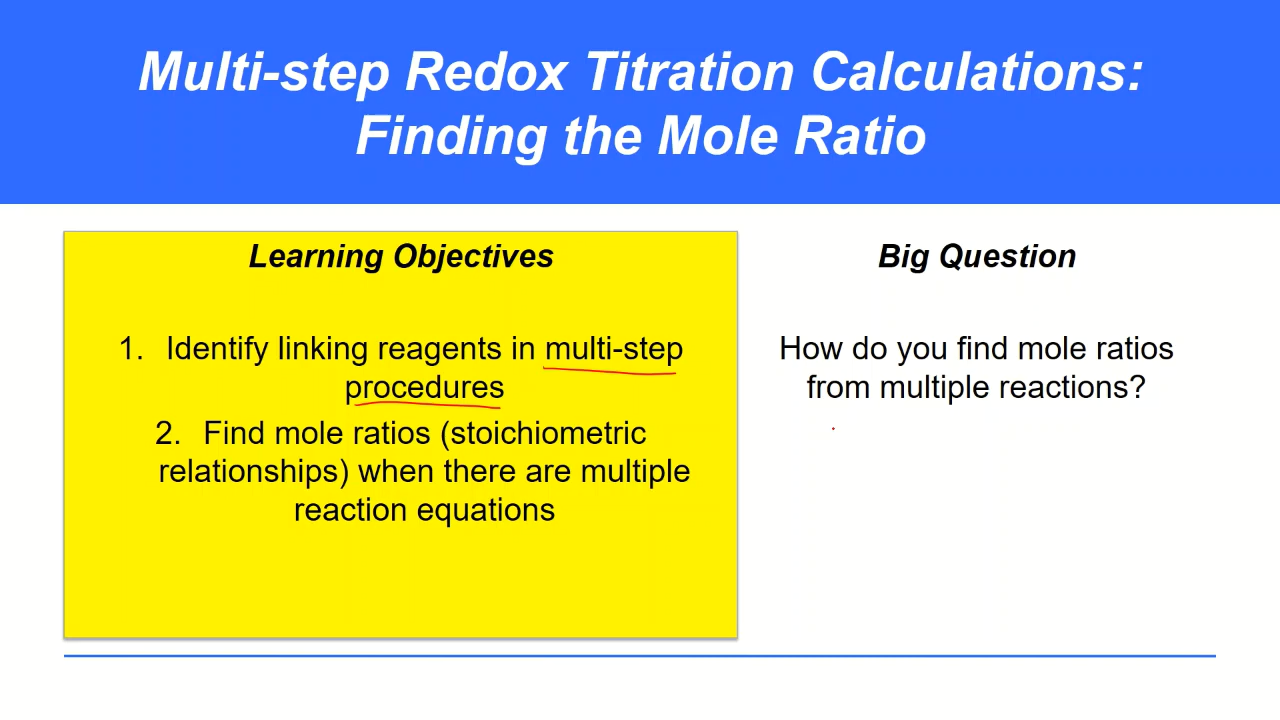 Multi-step Redox Titration Calculations:
Finding the Mole Ratio
Learning Objectives
1. Identify linking reagents in multi-step
procedures
2. Find mole ratios (stoichiometric
relationships) when there are multiple
reaction equations
Big Question
How do you find mole ratios
from multiple reactions?